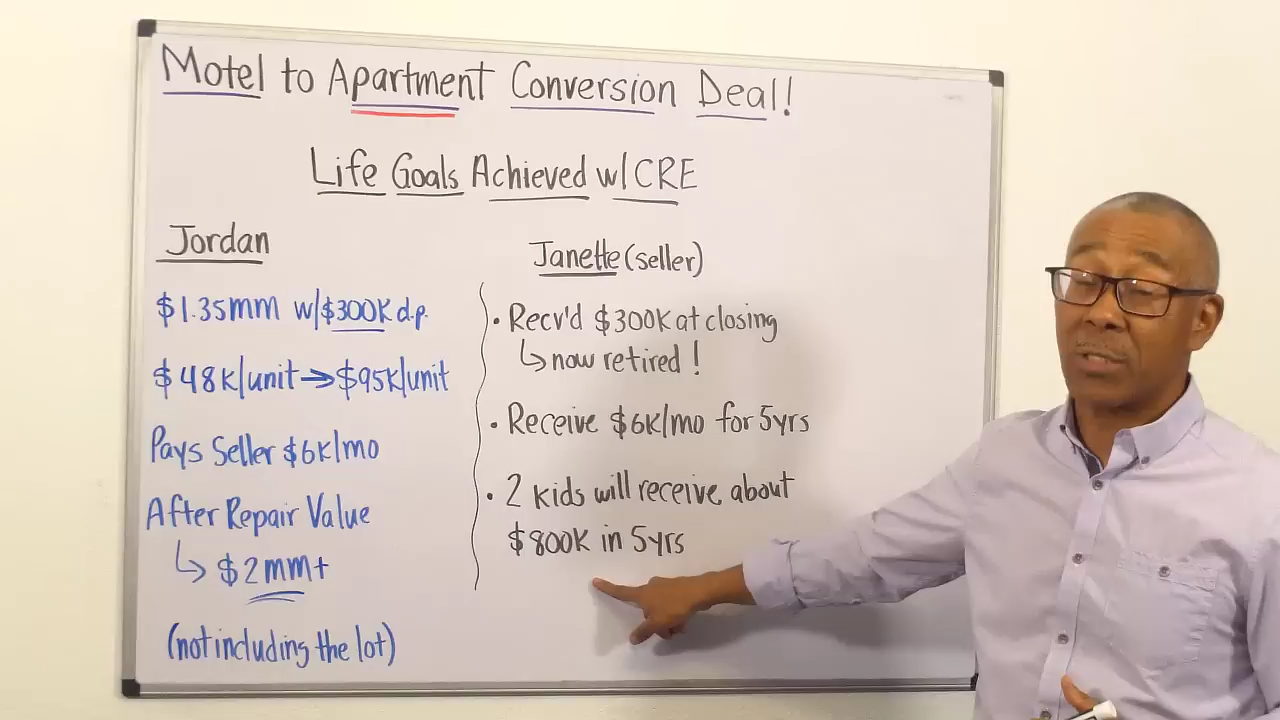 Motel to Apartment Conversion Deal!
Life Goals Achieved w/ CRE
Jordan
$1.35mm w/$300K d.p.
$48K/unit → $95K/unit
Pays Seller $6K/mo
After Repair Value
↳ $2mm+
(not including the lot)
Janette (seller)
• Recv'd $300K at closing
↳ now retired!
• Receive $6K/mo for 5yrs
• 2 kids will receive about
$800K in 5yrs